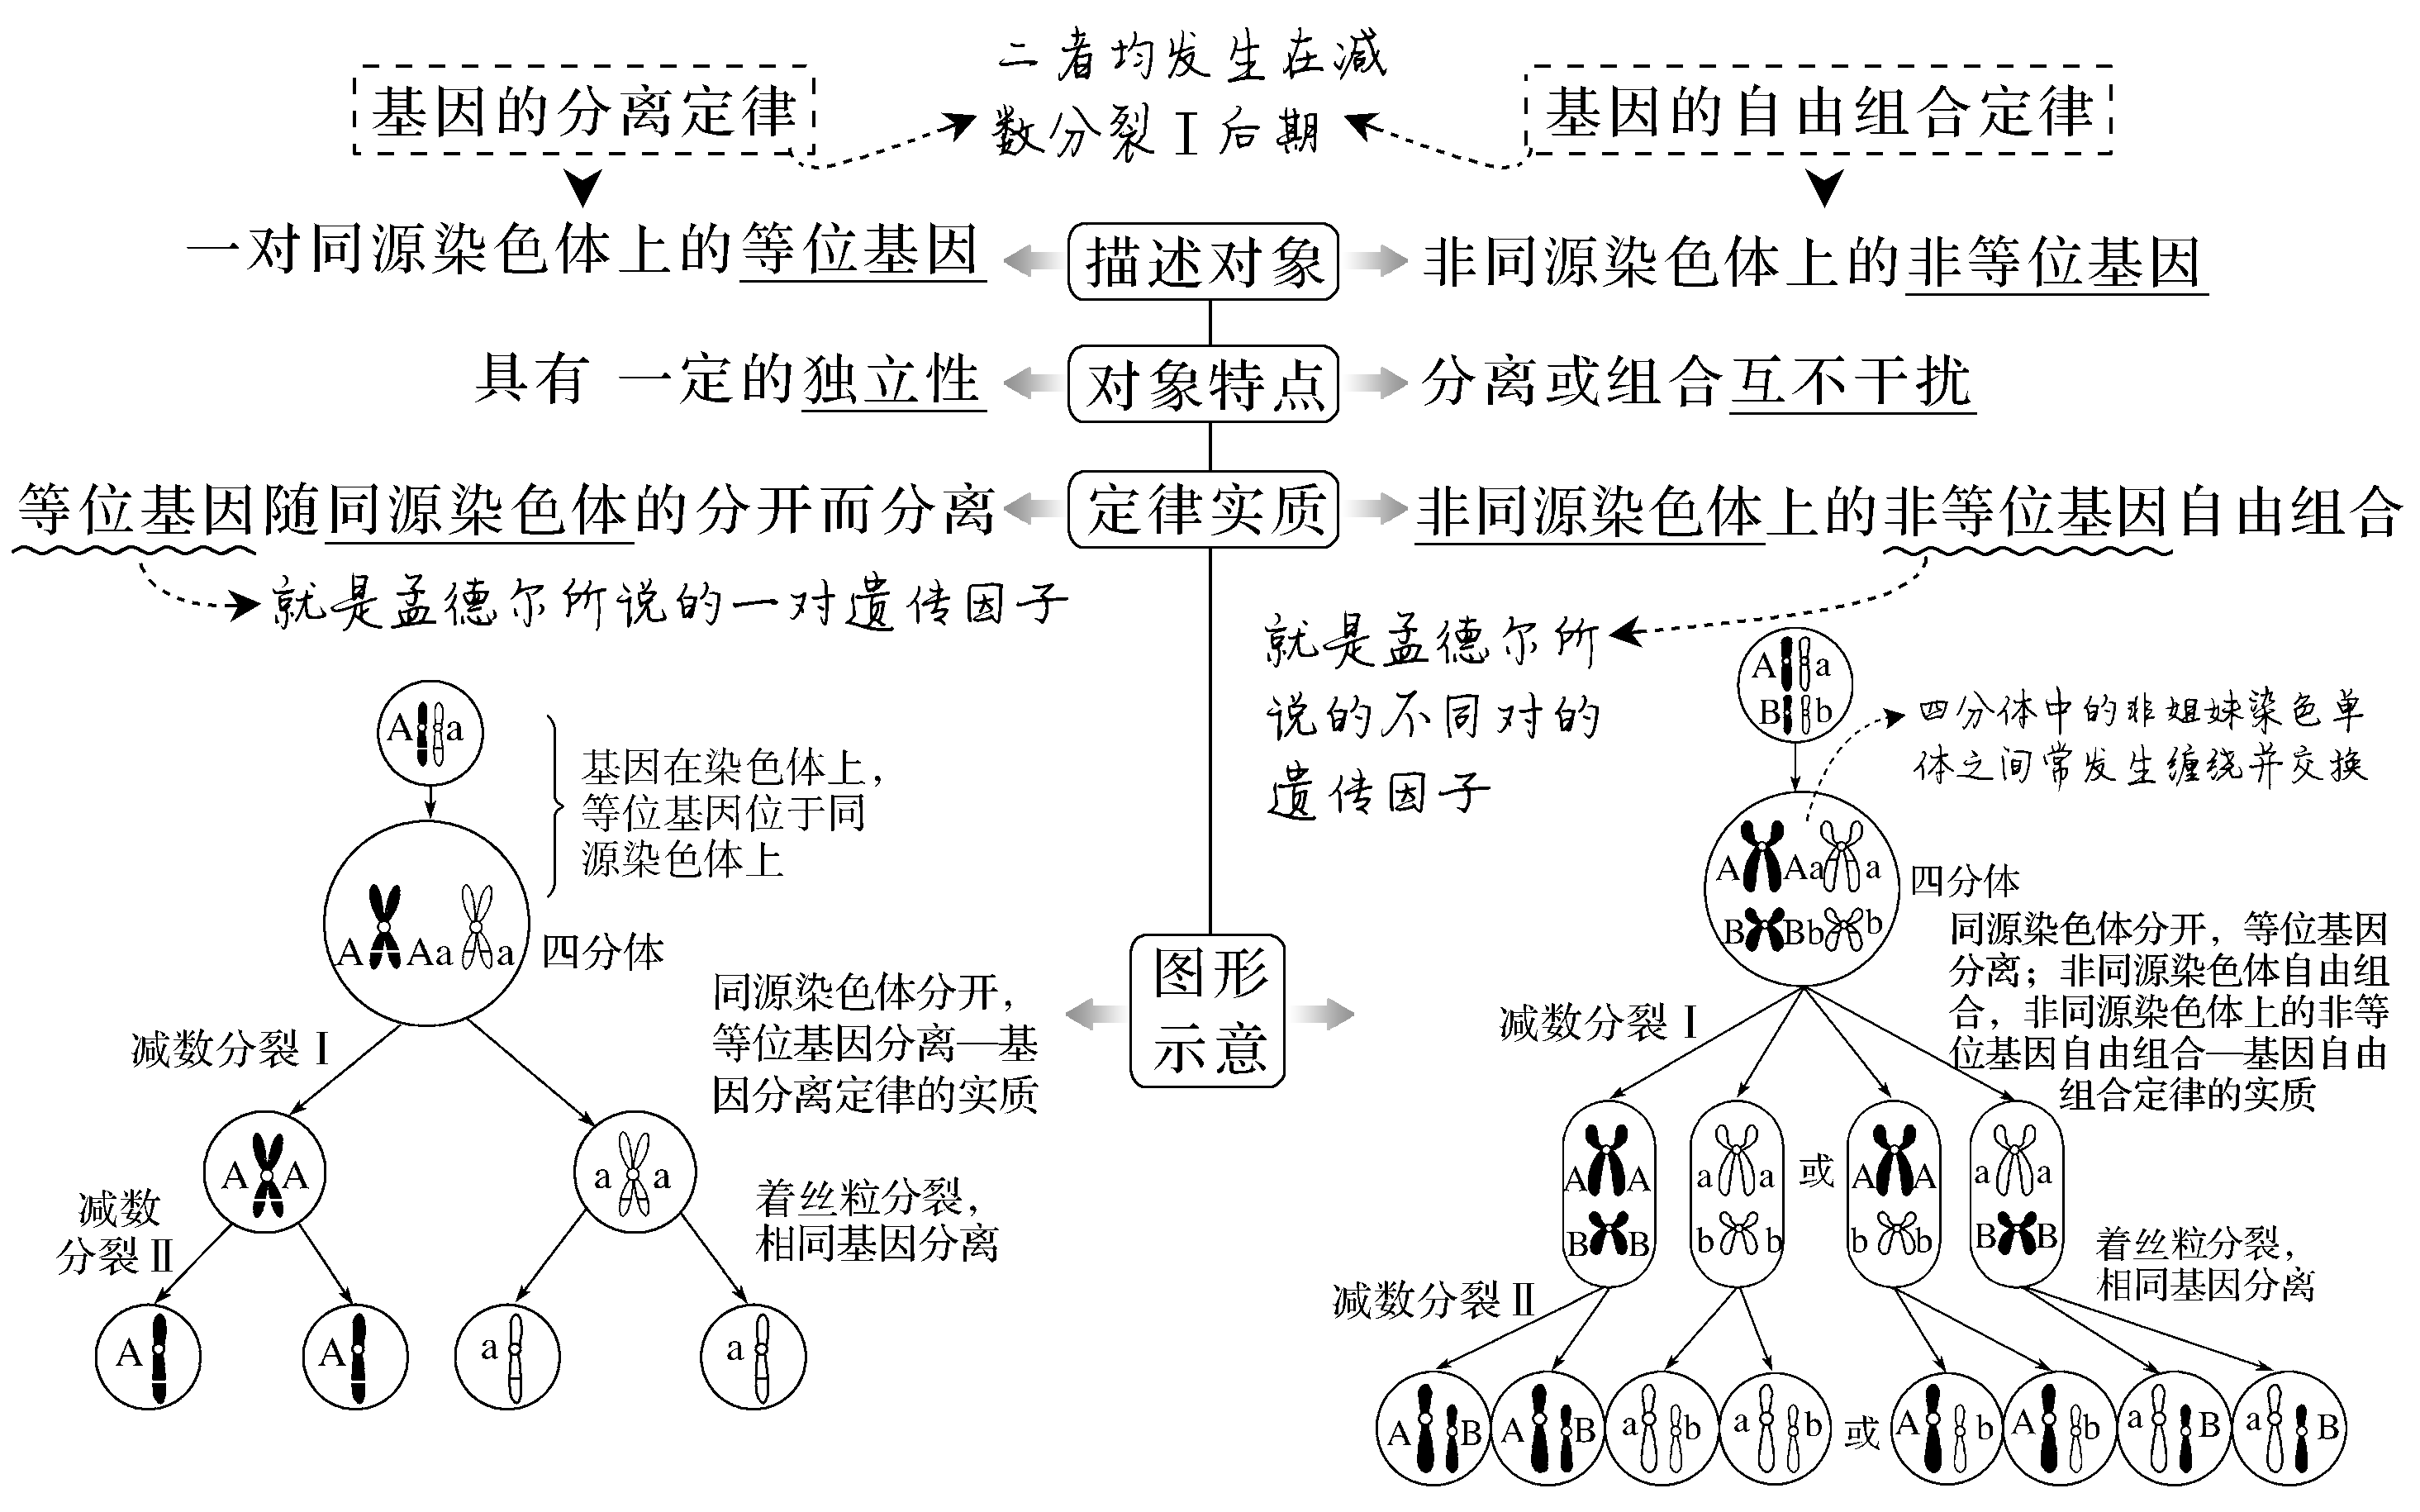 二者均发生在减
数分裂Ⅰ后期
基因的分离定律
基因的自由组合定律
一对同源染色体上的等位基因
描述对象
非同源染色体上的非等位基因
具有 一定的独立性
对象特点
分离或组合互不干扰
等位基因随同源染色体的分开而分离
定律实质
非同源染色体上的非等位基因自由组合
就是孟德尔所说的一对遗传因子
就是孟德尔所
说的不同对的
遗传因子
图形
示意
A a
基因在染色体上，
等位基因位于同
源染色体上
A Aa a
四分体
减数分裂Ⅰ
同源染色体分开，
等位基因分离—基
因分离定律的实质
A A
a a
减数
分裂Ⅱ
着丝粒分裂，
相同基因分离
A
A
a
a
A a
B b
四分体中的非姐妹染色单
体之间常发生缠绕并交换
A Aa a
B Bb b
四分体
减数分裂Ⅰ
同源染色体分开，等位基因
分离；非同源染色体自由组
合，非同源染色体上的非等
位基因自由组合—基因自由
组合定律的实质
A A
B B
a a
b b
或
A A
b b
a a
B B
减数分裂Ⅱ
着丝粒分裂，
相同基因分离
A B
A B
a b
a b
或
A b
A b
a B
a B